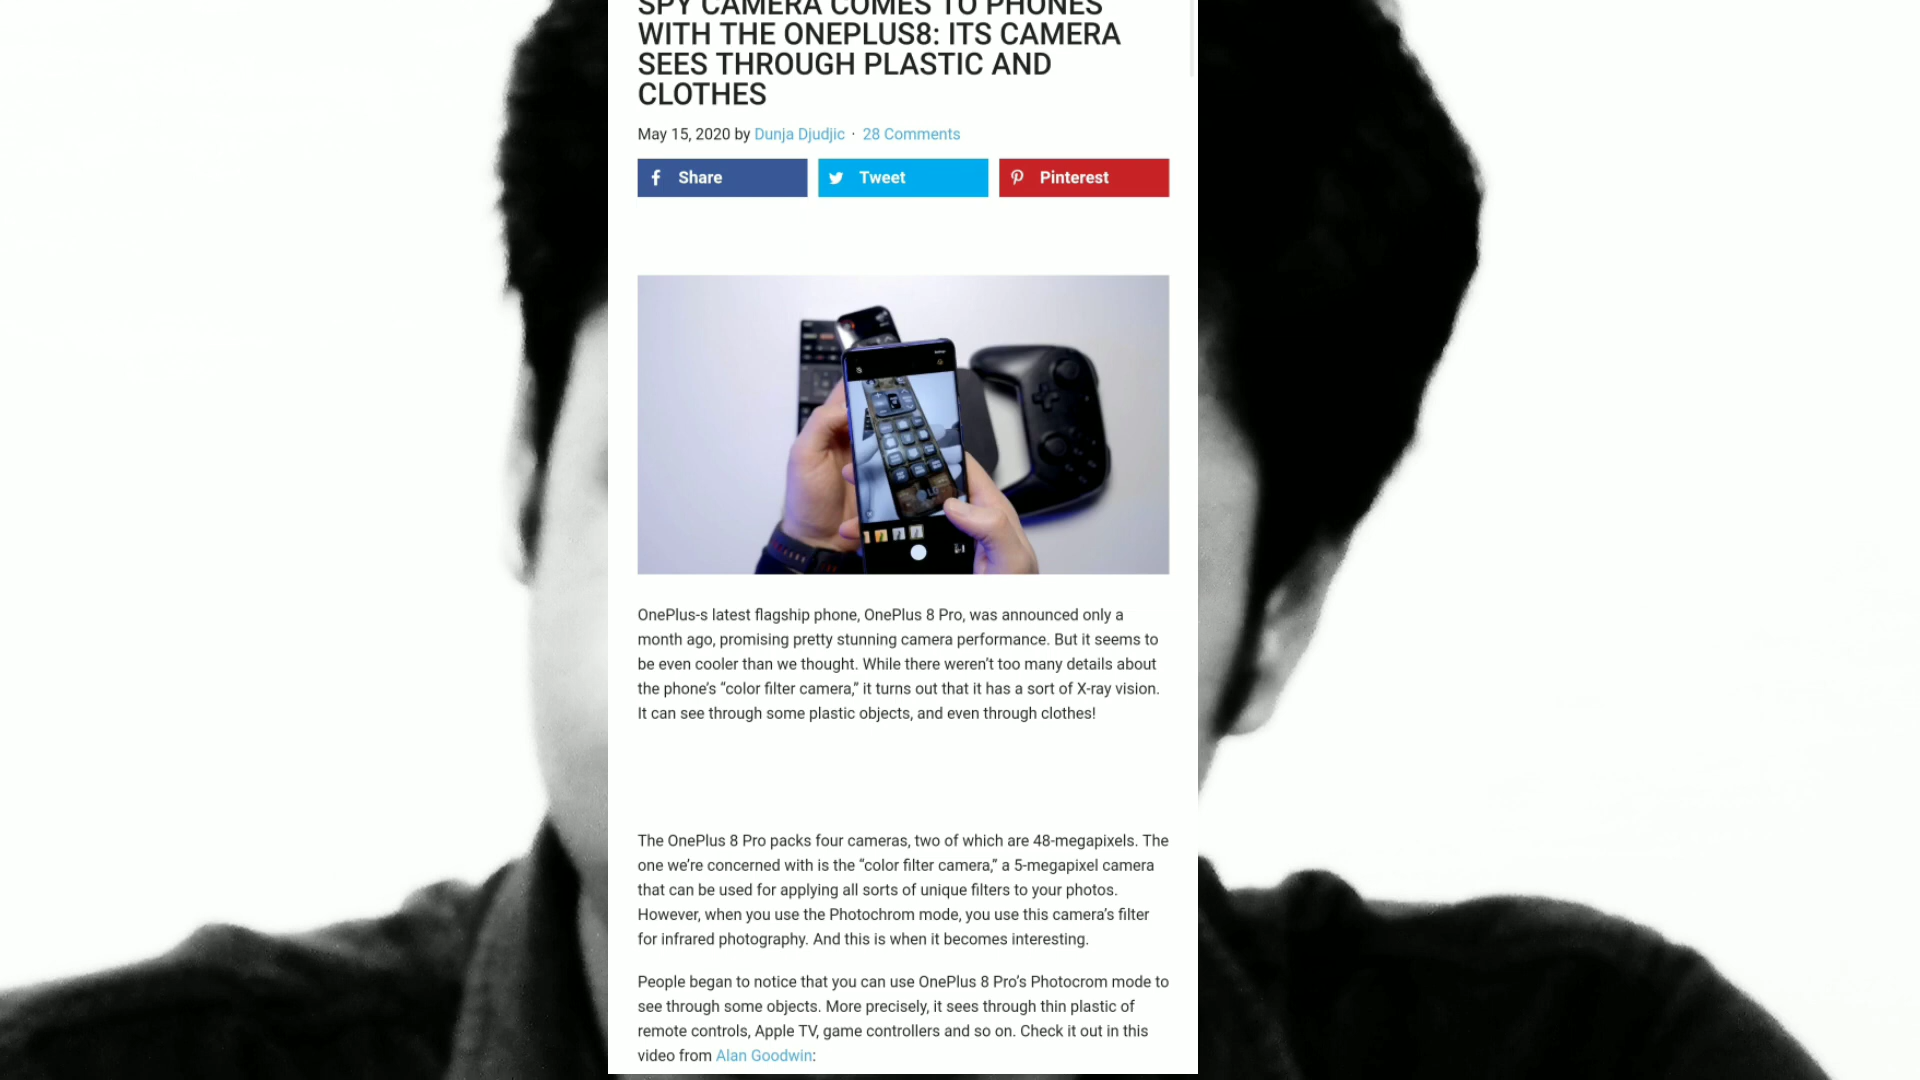 SPY CAMERA COMES TO PHONES
WITH THE ONEPLUS8: ITS CAMERA
SEES THROUGH PLASTIC AND
CLOTHES
May 15, 2020 by Dunja Djudjic · 28 Comments
Share
Tweet
Pinterest
OnePlus-s latest flagship phone, OnePlus 8 Pro, was announced only a
month ago, promising pretty stunning camera performance. But it seems to
be even cooler than we thought. While there weren’t too many details about
the phone’s “color filter camera,” it turns out that it has a sort of X-ray vision.
It can see through some plastic objects, and even through clothes!
The OnePlus 8 Pro packs four cameras, two of which are 48-megapixels. The
one we’re concerned with is the “color filter camera,” a 5-megapixel camera
that can be used for applying all sorts of unique filters to your photos.
However, when you use the Photochrom mode, you use this camera’s filter
for infrared photography. And this is when it becomes interesting.
People began to notice that you can use OnePlus 8 Pro’s Photocrom mode to
see through some objects. More precisely, it sees through thin plastic of
remote controls, Apple TV, game controllers and so on. Check it out in this
video from Alan Goodwin: